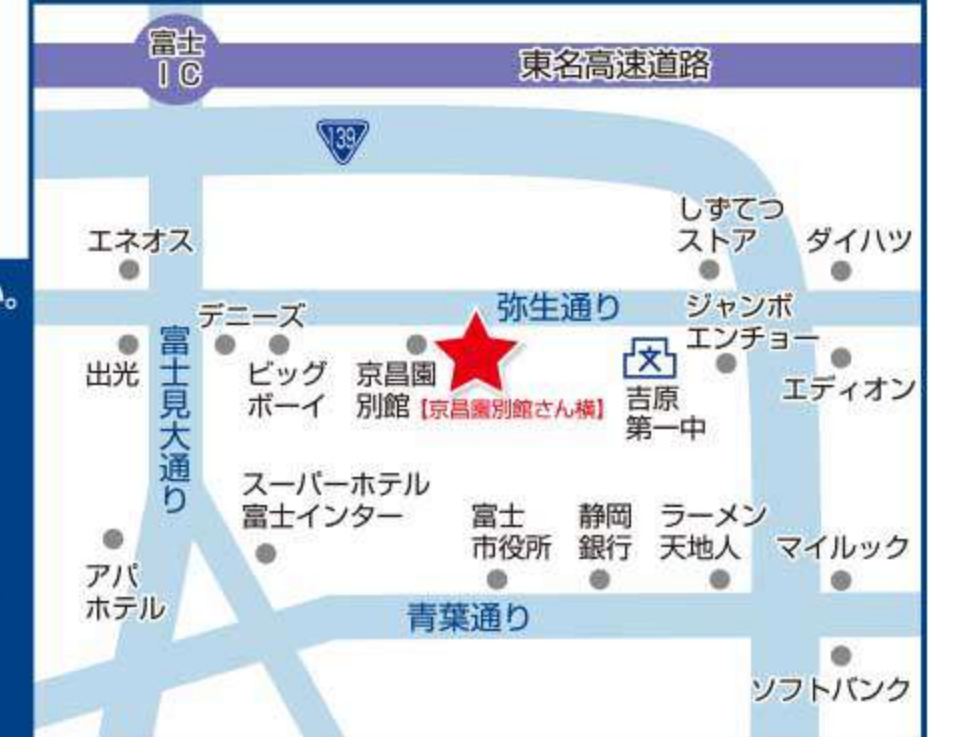 富士
IC
東名高速道路
139
しずてつ
ストア
エネオス
ダイハツ
い。
弥生通り
ジャンボ
エンチョー
デニーズ
富士見大通り
出光
ビッグ
ボーイ
京昌園
別館
【京昌園別館さん横】
文
吉原
第一中
エディオン
スーパーホテル
富士インター
富士
市役所
静岡
銀行
ラーメン
天地人
マイルック
アパ
ホテル
青葉通り
ソフトバンク